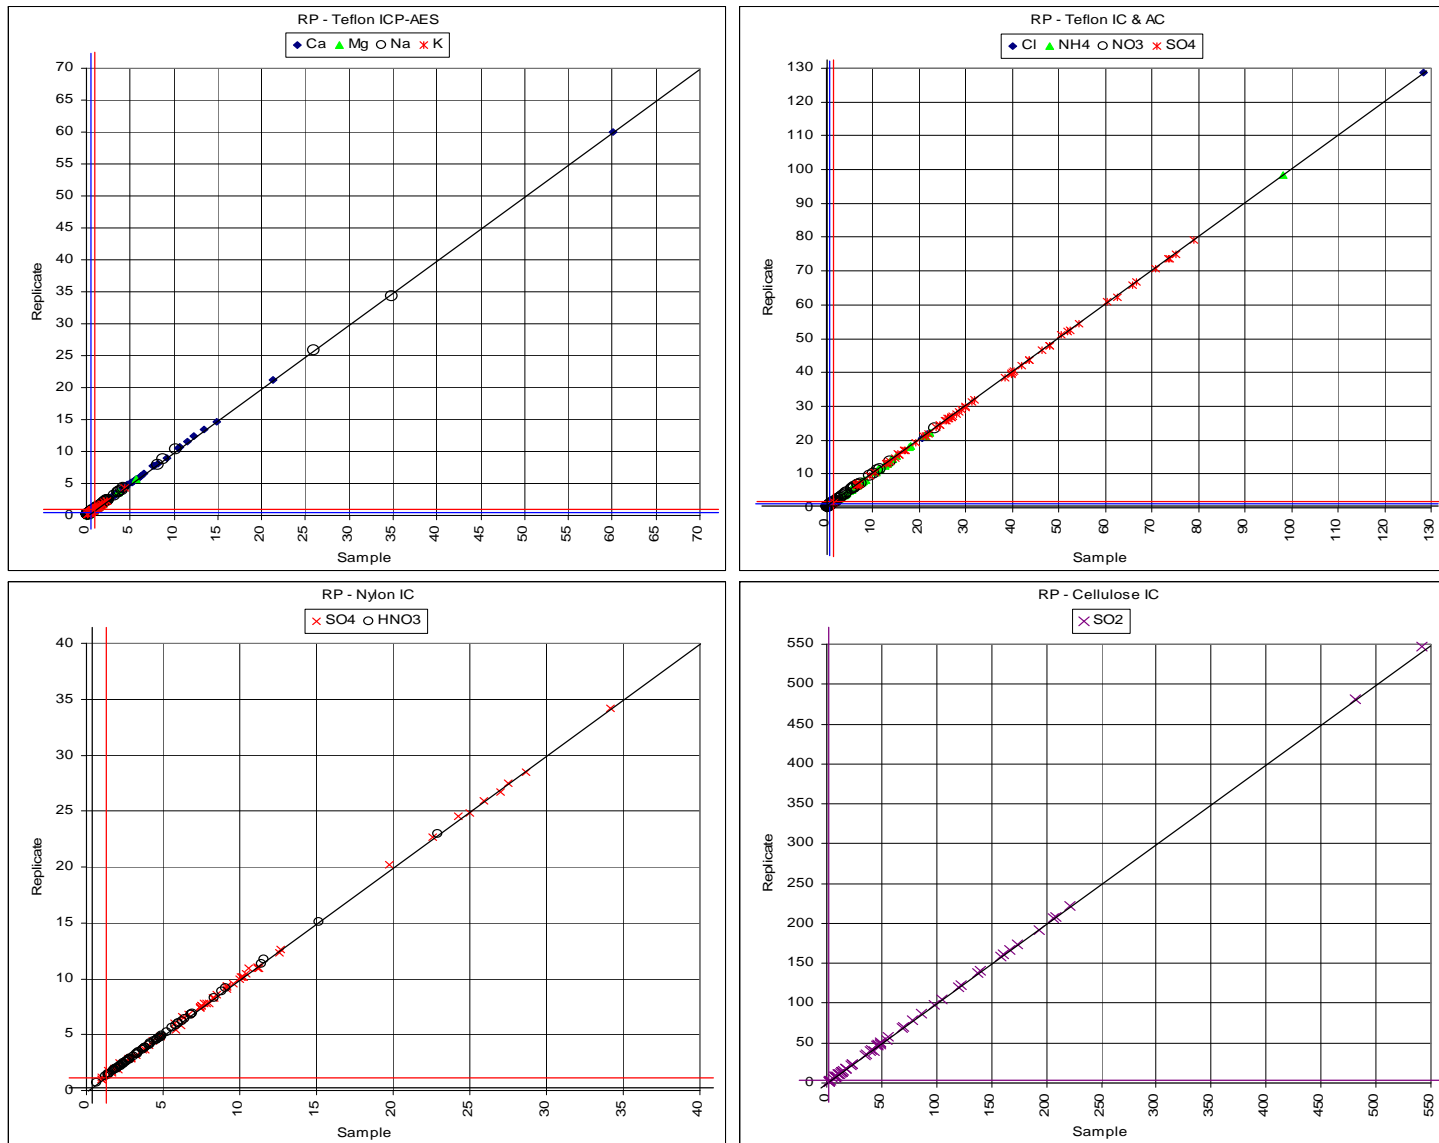 RP - Teflon ICP-AES
Ca Mg Na K
70
65
60
55
50
45
40
35
30
25
20
15
10
5
0
Replicate
0 5 10 15 20 25 30 35 40 45 50 55 60 65 70
Sample
RP - Teflon IC & AC
Cl NH4 NO3 SO4
130
120
110
100
90
80
70
60
50
40
30
20
10
0
Replicate
0 10 20 30 40 50 60 70 80 90 100 110 120 130
Sample
RP - Nylon IC
SO4 HNO3
40
35
30
25
20
15
10
5
0
Replicate
0 5 10 15 20 25 30 35 40
Sample
RP - Cellulose IC
SO2
550
500
450
400
350
300
250
200
150
100
50
0
Replicate
0 50 100 150 200 250 300 350 400 450 500 550
Sample